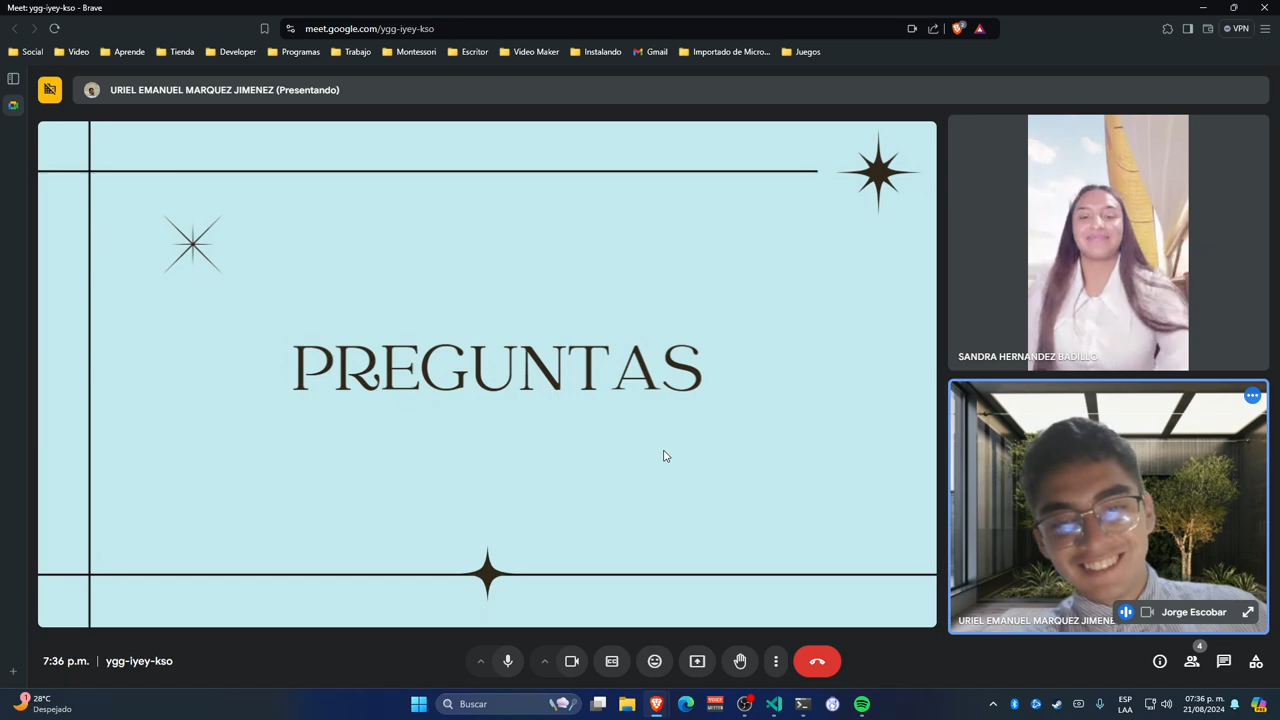 Meet: ygg-iyey-kso - Brave
meet.google.com/ygg-iyey-kso
2
VPN
Social
Video
Aprende
Tienda
Developer
Programas
Trabajo
Montessori
Escritor
Video Maker
Instalando
Gmail
Importado de Micro...
Juegos
URIEL EMANUEL MARQUEZ JIMENEZ (Presentando)
PREGUNTAS
SANDRA HERNANDEZ BADILLO
URIEL EMANUEL MARQUEZ JIMENE
Jorge Escobar
7:36 p.m. | ygg-iyey-kso
4
1
28°C
Despejado
Buscar
ESP
LAA
07:36 p. m.
21/08/2024